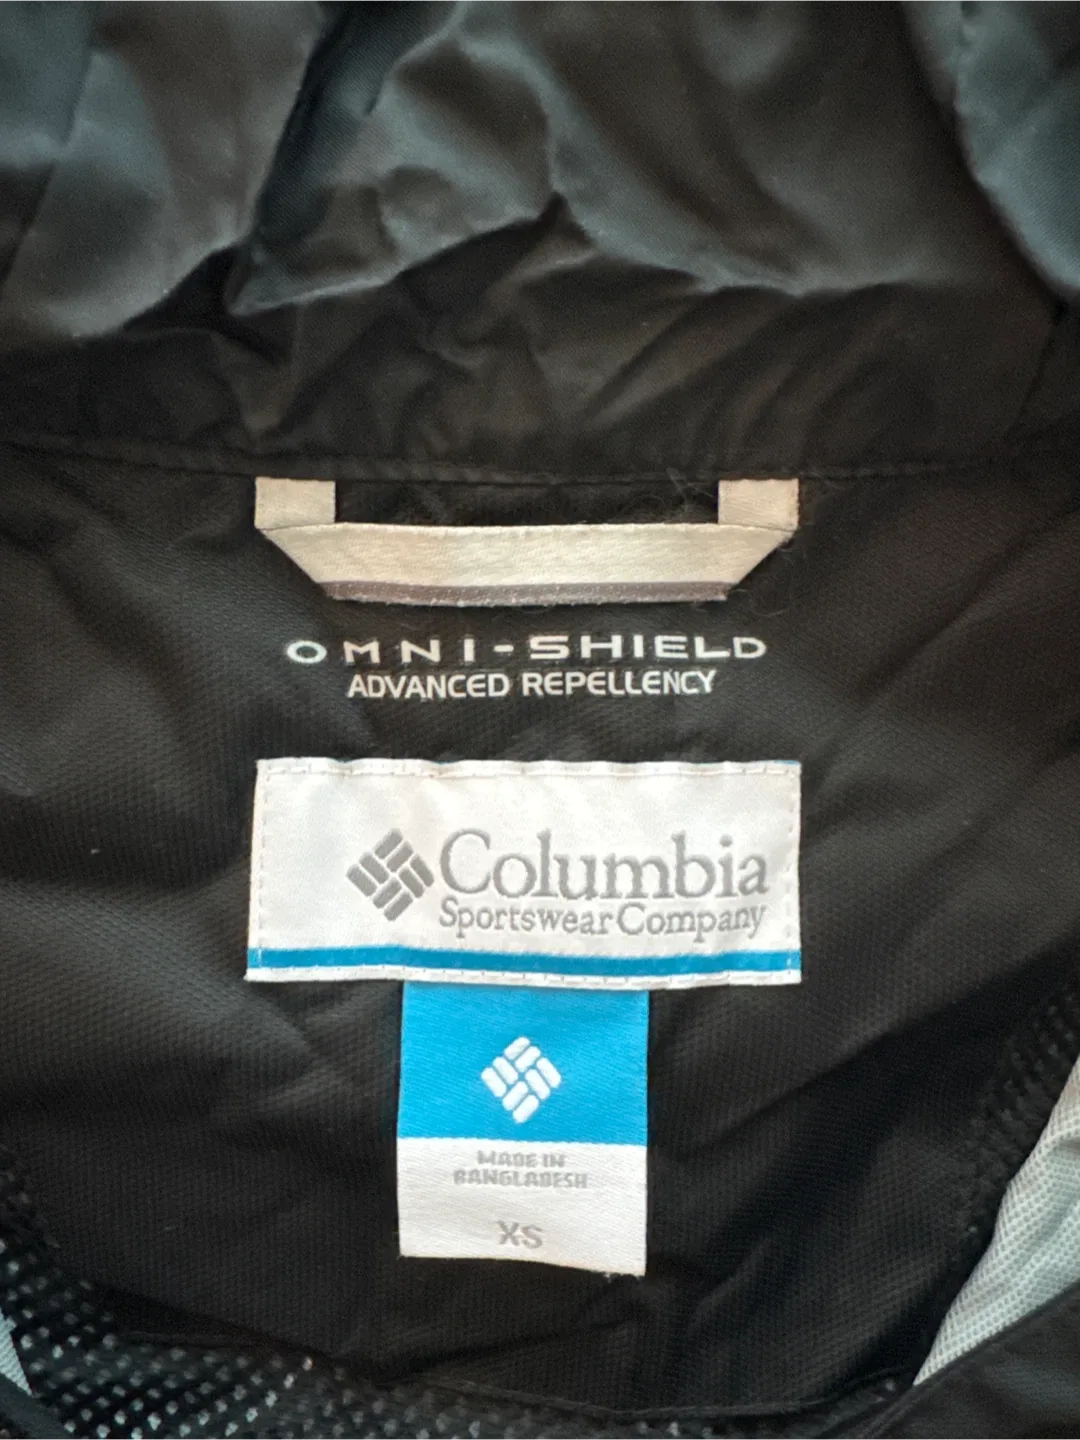 OMNI-SHIELD
ADVANCED REPELLENCY
Columbia
Sportswear Company
MADE IN
BANGLADESH
XS